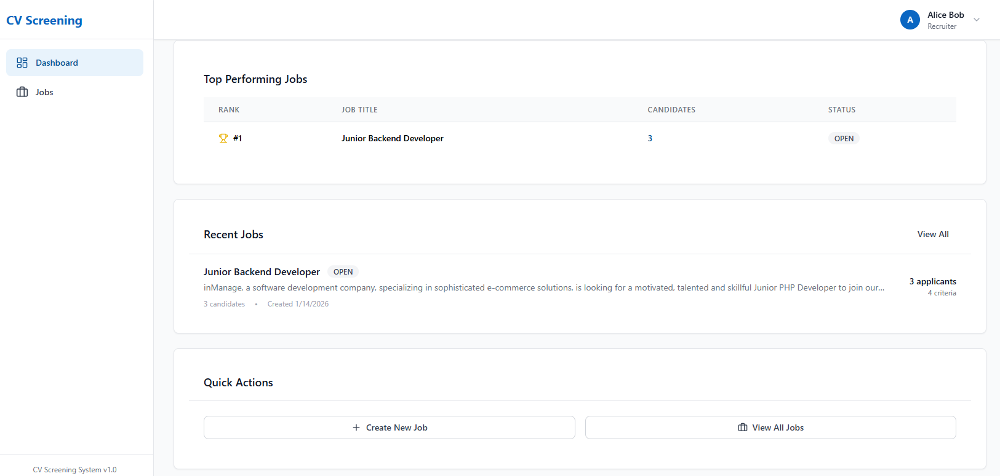 CV Screening
A
Alice Bob
Recruiter
Dashboard
Jobs
Top Performing Jobs
RANK JOB TITLE CANDIDATES STATUS
#1 Junior Backend Developer 3 OPEN
Recent Jobs
View All
Junior Backend Developer OPEN
inManage, a software development company, specializing in sophisticated e-commerce solutions, is looking for a motivated, talented and skillful Junior PHP Developer to join our...
3 candidates • Created 1/14/2026
3 applicants
4 criteria
Quick Actions
+ Create New Job
View All Jobs
CV Screening System v1.0